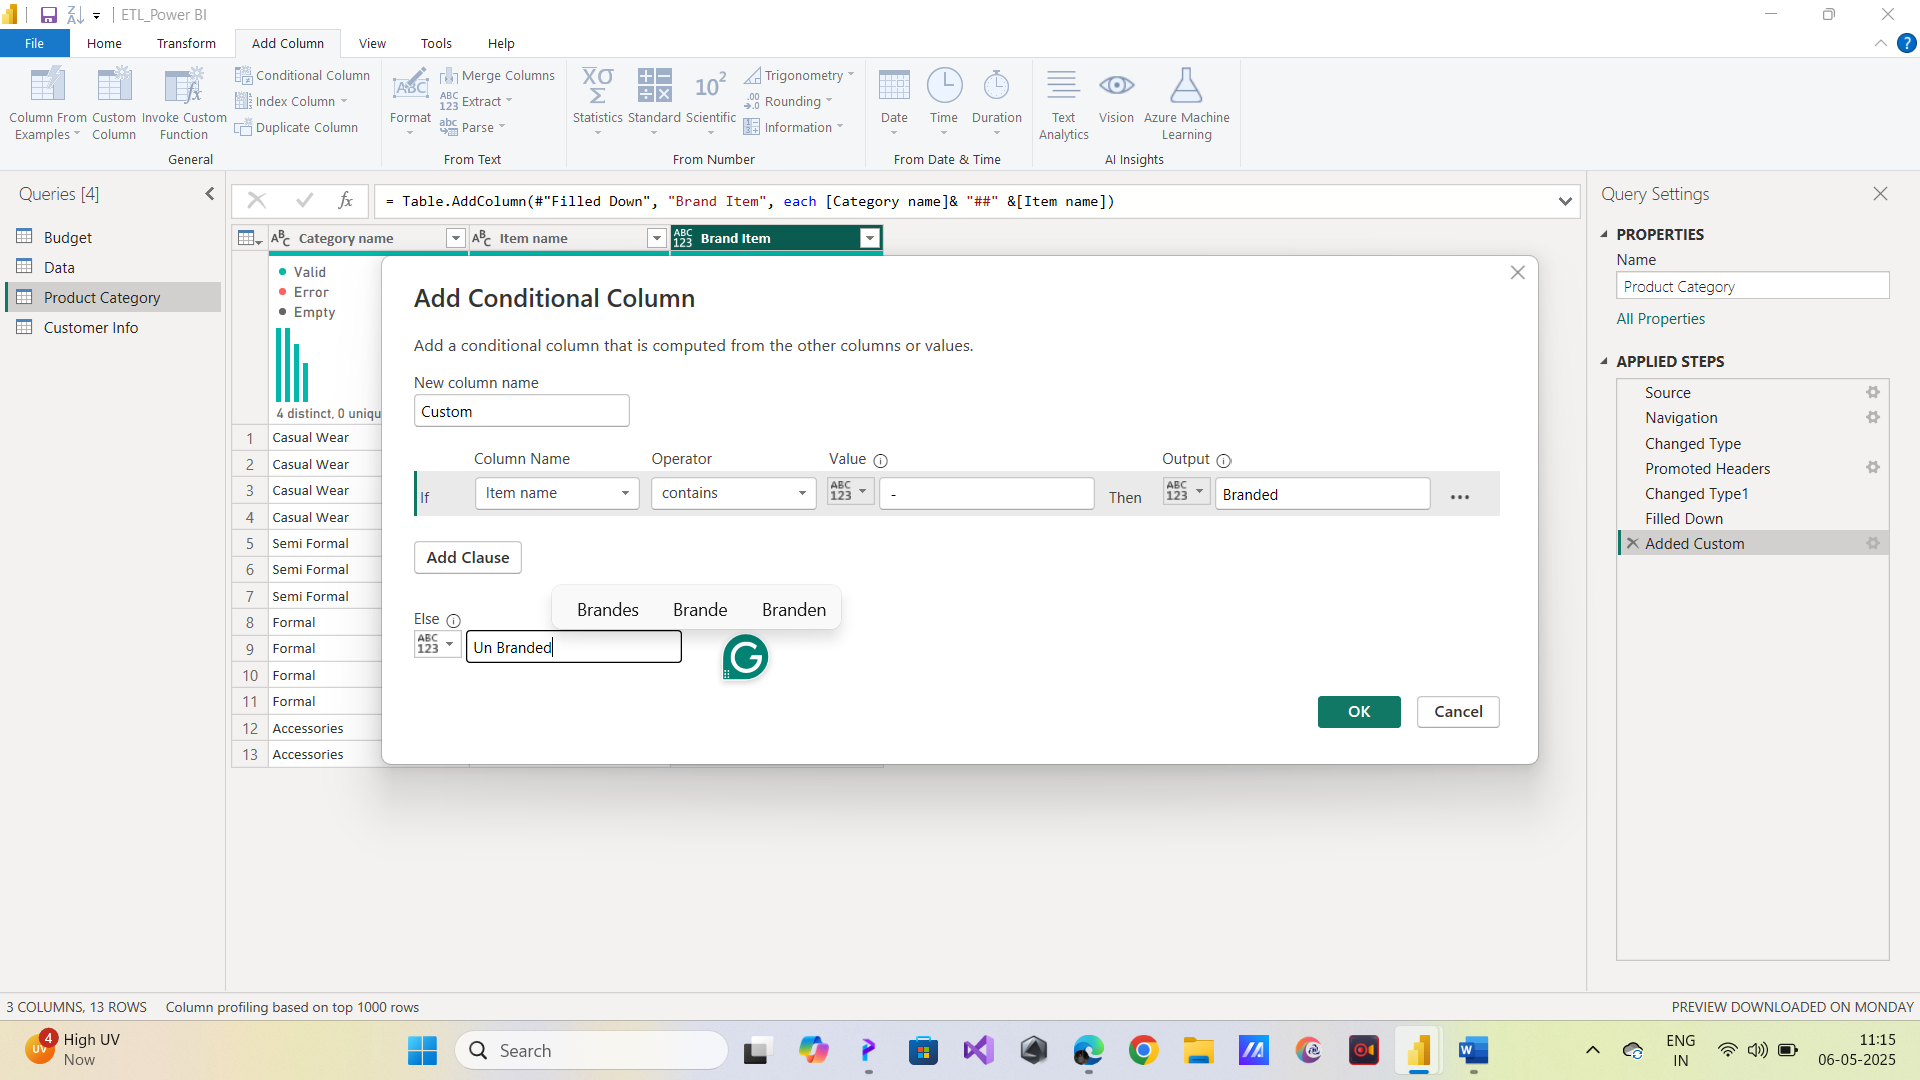 ETL_Power BI
File Home Transform Add Column View Tools Help
Column From Examples
Custom Column
Invoke Custom Function
Conditional Column
Index Column
Duplicate Column
General
Format
Merge Columns
Extract
Parse
From Text
Statistics
Standard
Scientific
Trigonometry
Rounding
Information
From Number
Date
Time
Duration
From Date & Time
Text Analytics
Vision
Azure Machine Learning
AI Insights
Queries [4]
Budget
Data
Product Category
Customer Info
fx
= Table.AddColumn(#"Filled Down", "Brand Item", each [Category name]& "##" &[Item name])
ABC Category name
ABC Item name
ABC 123 Brand Item
Valid
Error
Empty
4 distinct, 0 uniqu
1 Casual Wear
2 Casual Wear
3 Casual Wear
4 Casual Wear
5 Semi Formal
6 Semi Formal
7 Semi Formal
8 Formal
9 Formal
10 Formal
11 Formal
12 Accessories
13 Accessories
Add Conditional Column
Add a conditional column that is computed from the other columns or values.
New column name
Custom
Column Name Operator Value Output
If Item name contains ABC 123 - Then ABC 123 Branded ...
Add Clause
Brandes Brande Branden
Else
ABC 123 Un Branded
OK Cancel
Query Settings
PROPERTIES
Name
Product Category
All Properties
APPLIED STEPS
Source
Navigation
Changed Type
Promoted Headers
Changed Type1
Filled Down
Added Custom
3 COLUMNS, 13 ROWS Column profiling based on top 1000 rows
PREVIEW DOWNLOADED ON MONDAY
UV 4 High UV
Now
Search
ENG
IN
11:15
06-05-2025